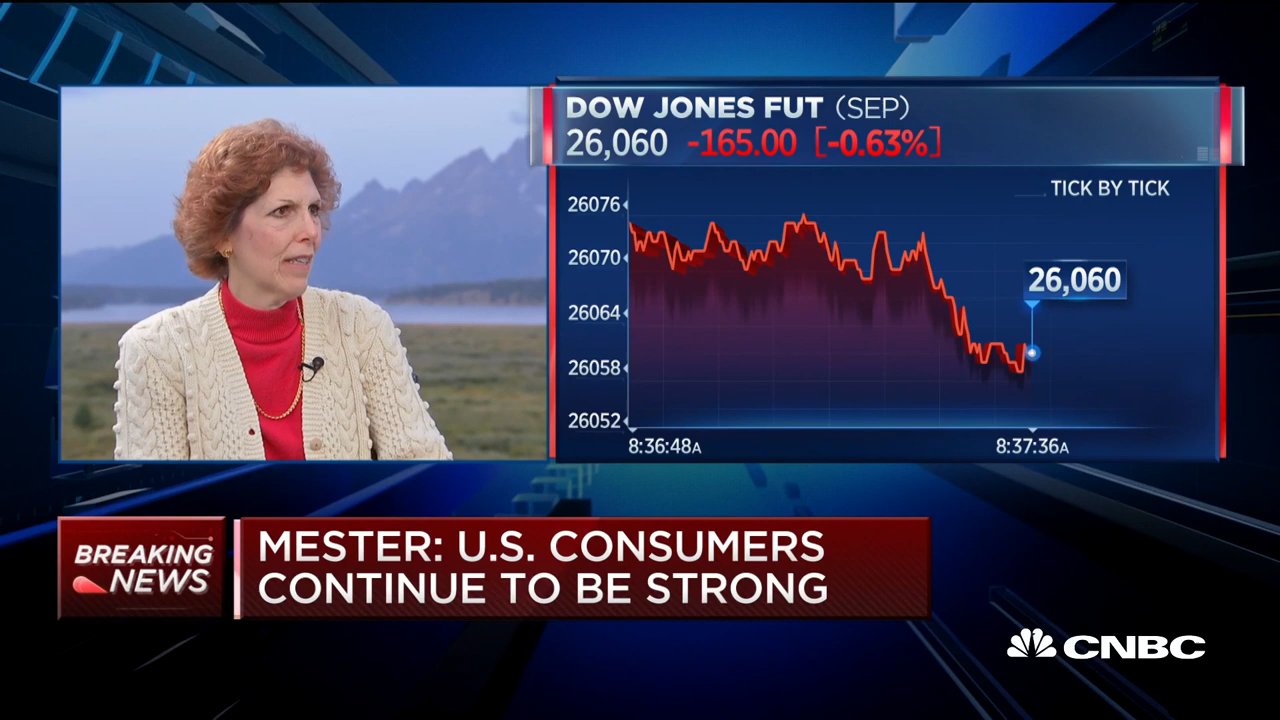 DOW JONES FUT (SEP)
26,060 -165.00 [-0.63%]
TICK BY TICK
26076
26070
26064
26058
26052
26,060
8:36:48A
8:37:36A
BREAKING
NEWS
MESTER: U.S. CONSUMERS
CONTINUE TO BE STRONG
CNBC